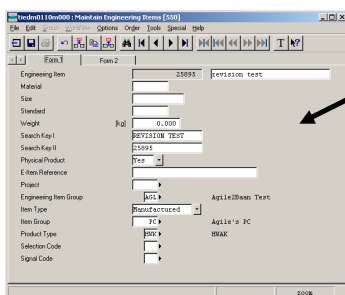 tiedm0110m000 : Maintain Engineering Items [550]
File Edit Group Workflow Options Order Tools Special Help
Form 1 Form 2
Engineering Item 25895 revision test
Material
Size
Standard
Weight [Kg] 0.000
Search Key I REVISION TEST
Search Key II 25895
Physical Product Yes
E-Item Reference
Project
Engineering Item Group AGL Agile2Baan Test
Item Type Manufactured
Item Group PC Agile's PC
Product Type HWK HWAK
Selection Code
Signal Code
zoom